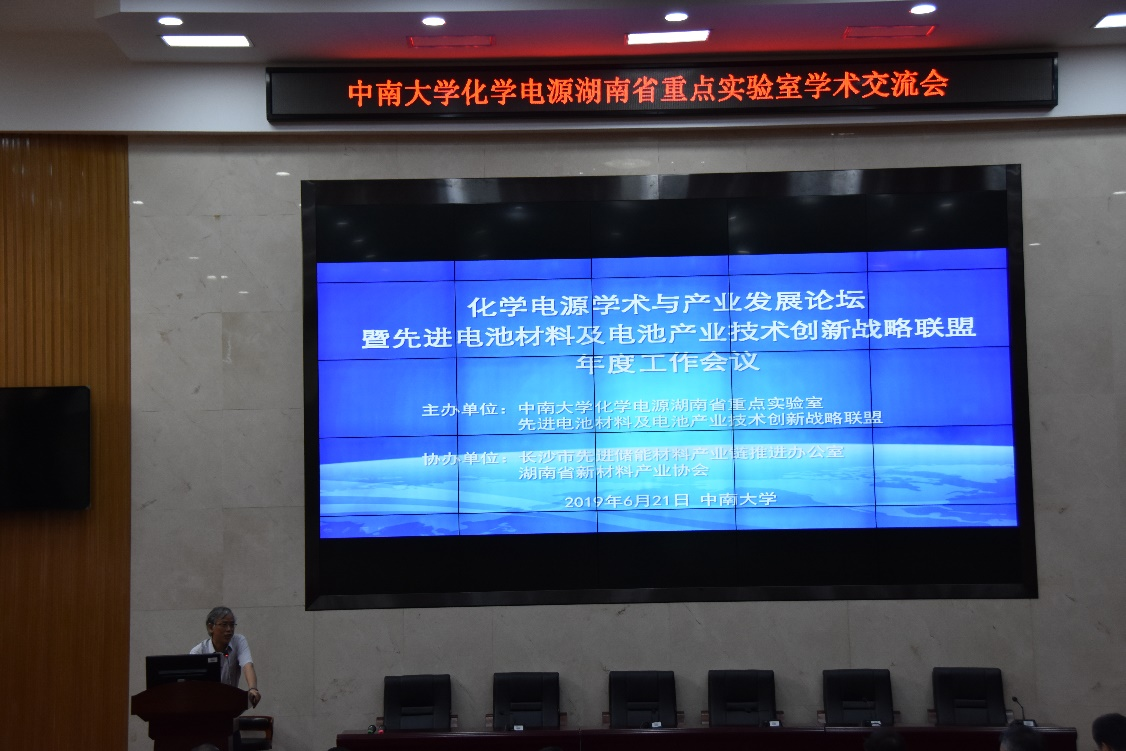 中南大学化学电源湖南省重点实验室学术交流会
化学电源学术与产业发展论坛
暨先进电池材料及电池产业技术创新战略联盟
年度工作会议
主办单位：中南大学化学电源湖南省重点实验室
先进电池材料及电池产业技术创新战略联盟
协办单位：长沙市先进储能材料产业链推进办公室
湖南省新材料产业协会
2019年6月21日 中南大学